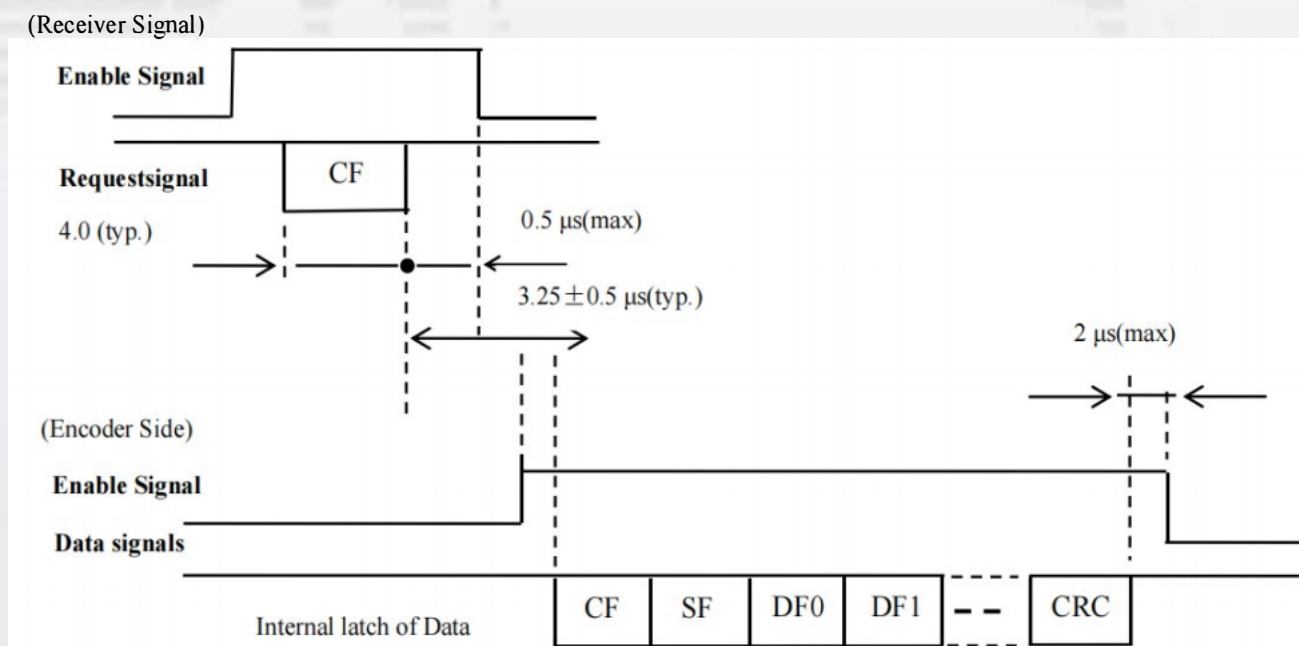 (Receiver Signal)
Enable Signal
Requestsignal
CF
4.0 (typ.)
0.5 μs(max)
3.25±0.5 μs(typ.)
2 μs(max)
(Encoder Side)
Enable Signal
Data signals
CF SF DF0 DF1 CRC
Internal latch of Data